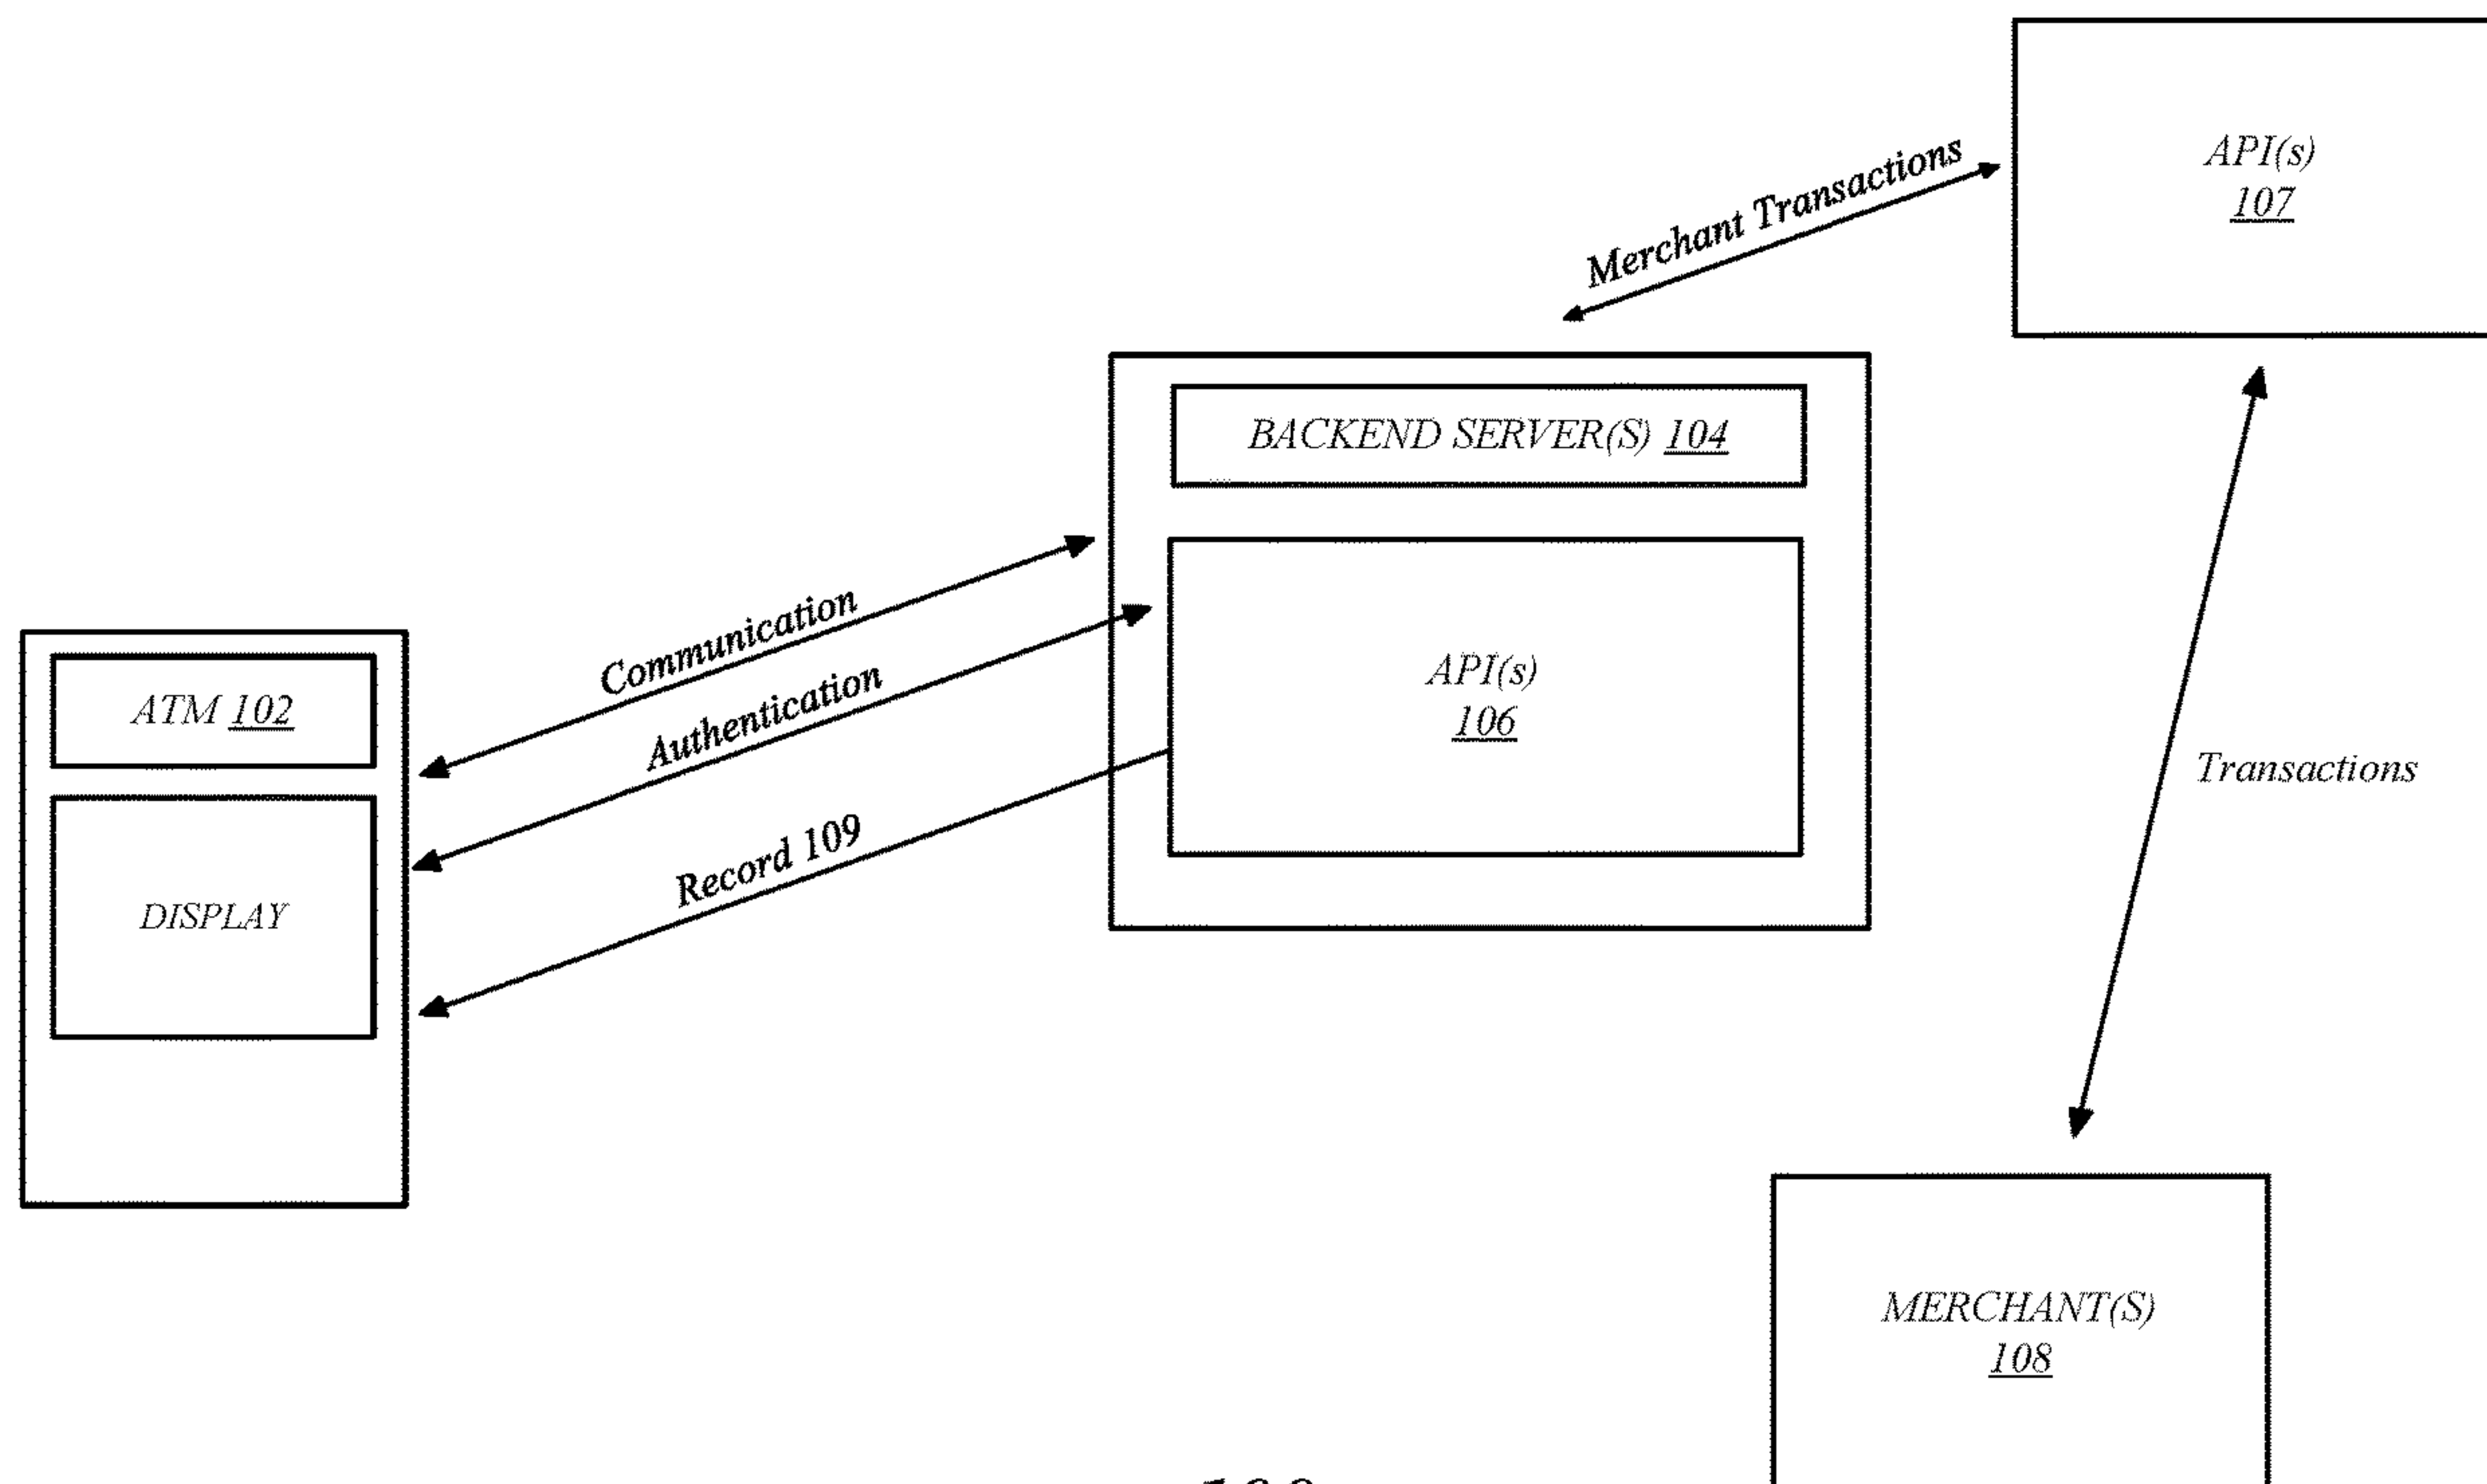 API(s)
107
Merchant Transactions
BACKEND SERVER(S) 104
API(s)
106
Communication
Authentication
Record 109
ATM 102
DISPLAY
Transactions
MERCHANT(S)
108